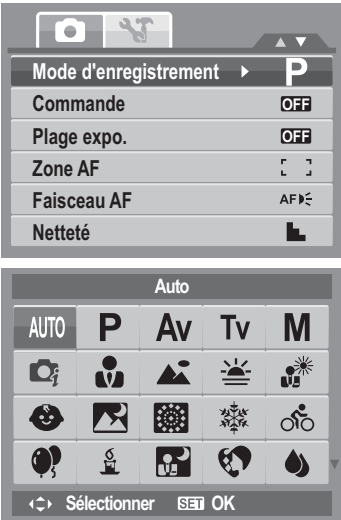 Mode d'enregistrement P
Commande OFF
Plage expo. OFF
Zone AF
Faisceau AF AF
Netteté
Auto
AUTO P Av Tv M
Sélectionner SET OK